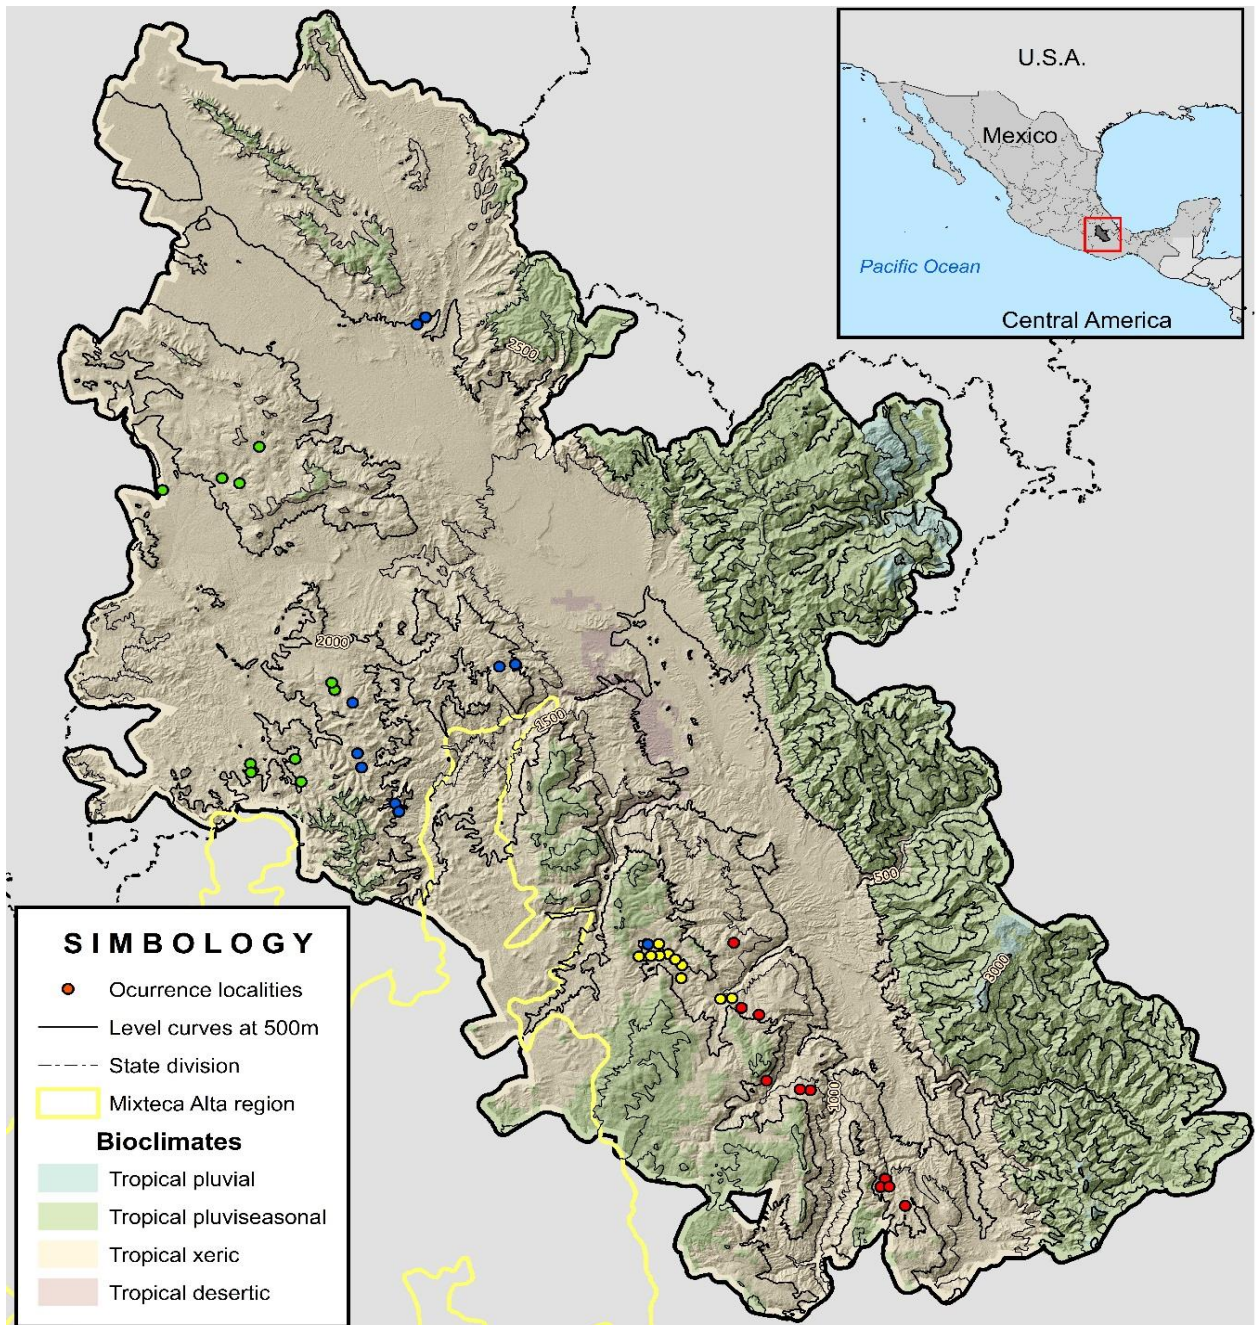 U.S.A.
Mexico
Pacific Ocean
Central America
2500
2000
1500
500
3000
1000
SIMBOLOGY
Ocurrence localities
Level curves at 500m
State division
Mixteca Alta region
Bioclimates
Tropical pluvial
Tropical pluviseasonal
Tropical xeric
Tropical desertic